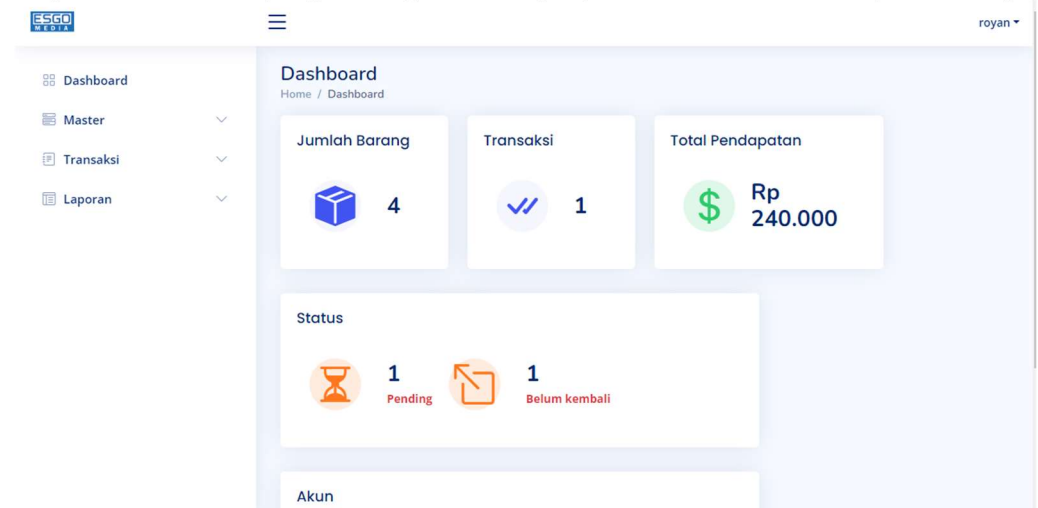 ESGO
MEDIA
royan
Dashboard
Master
Transaksi
Laporan
Dashboard
Home / Dashboard
Jumlah Barang
4
Transaksi
1
Total Pendapatan
Rp
240.000
Status
1
Pending
1
Belum kembali
Akun